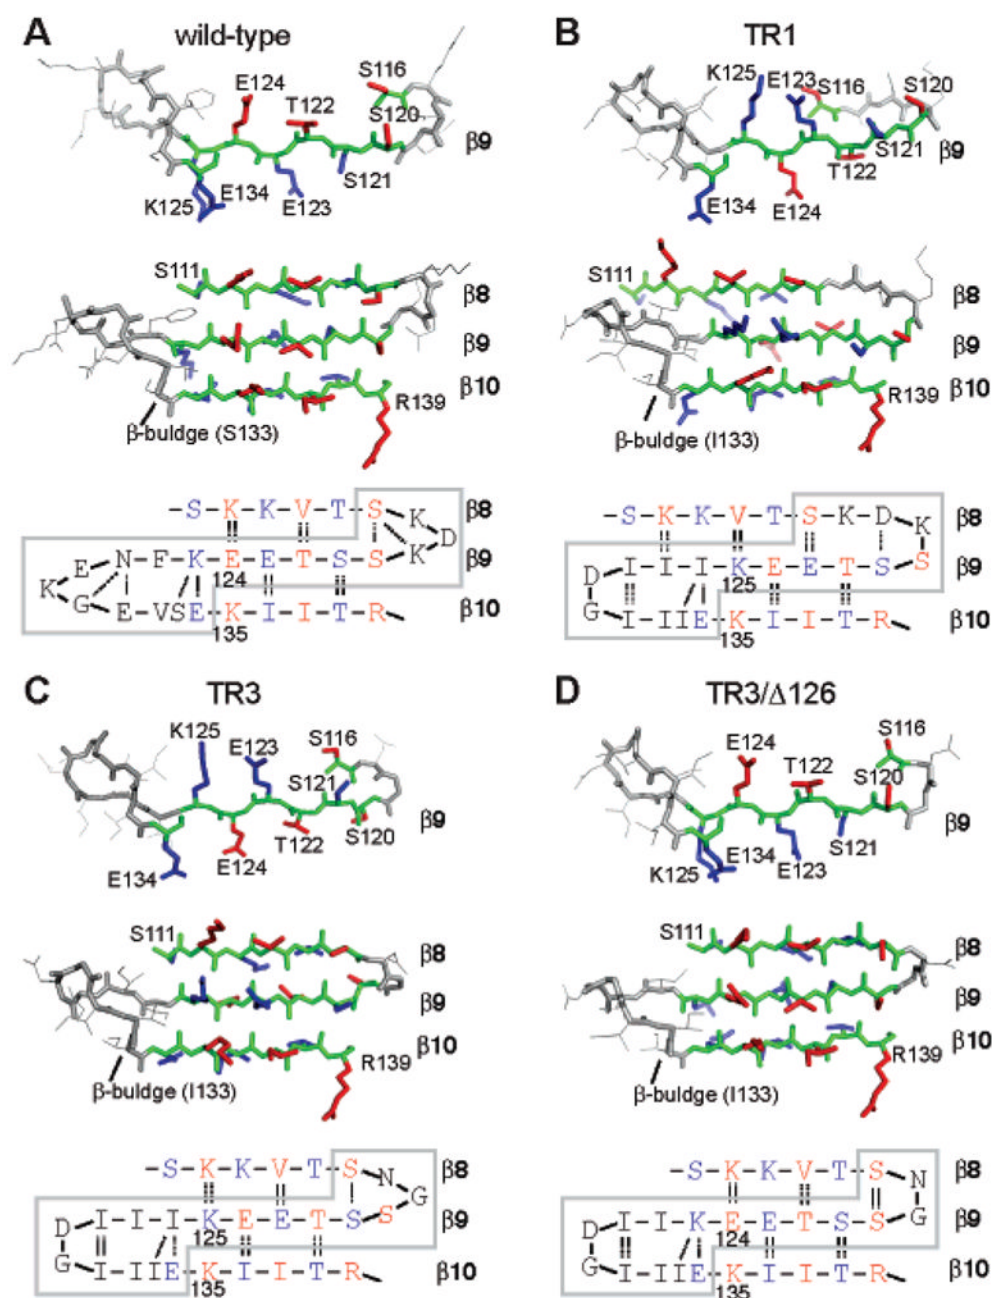 A
wild-type
E124
T122
S116
S120
β9
K125
E134
S121
E123
S111
β8
β9
β10
R139
β-buldge (S133)
-S-K-K-V-T-S K D β8
K E N-F-K-E-E-T-S-S K β9
124
G E VSE-K-I-I-T-R β10
135
B
TR1
K125
E123
S116
S120
S121
β9
T122
E134
E124
S111
β8
β9
β10
R139
β-buldge (I133)
-S-K-K-V-T-S-K-D K β8
D I-I-I-K-E-E-T-S S β9
125
G I-IIE-K-I-I-T-R β10
135
C
TR3
K125
E123
S116
S121
β9
T122
S120
E134
E124
S111
β8
β9
β10
R139
β-buldge (I133)
-S-K-K-V-T-S N G β8
D I-I-I-K-E-E-T-S S β9
125
G I-IIE-K-I-I-T-R β10
135
D
TR3/Δ126
E124
T122
S116
S120
β9
K125
E134
E123
S121
S111
β8
β9
β10
R139
β-buldge (I133)
-S-K-K-V-T-S N β8
D I-I-K-E-E-T-S-S G β9
124
G I-IIE-K-I-I-T-R β10
135